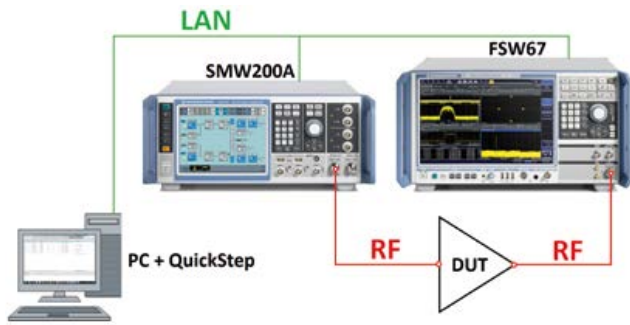 LAN
FSW67
SMW200A
PC + QuickStep
RF
DUT
RF